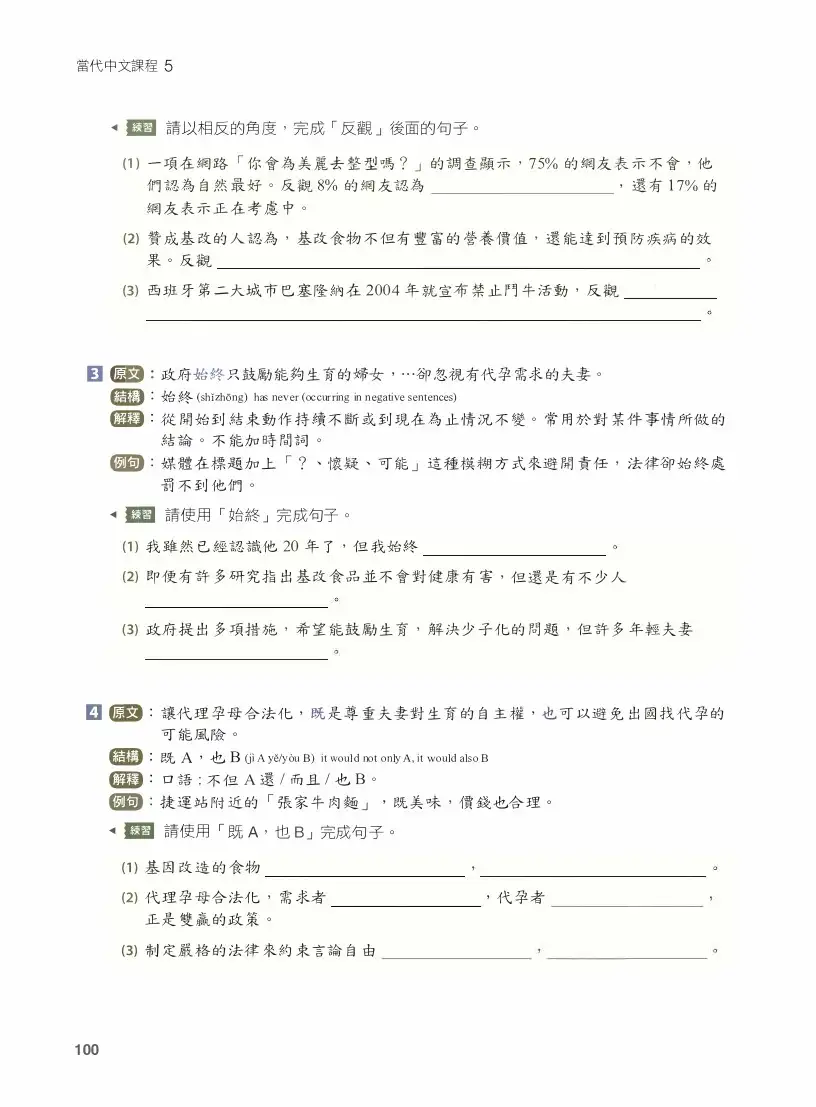 當代中文課程 5
練習 請以相反的角度，完成「反觀」後面的句子。
(1) 一項在網路「你會為美麗去整型嗎？」的調查顯示，75% 的網友表示不會，他
們認為自然最好。反觀 8% 的網友認為 ____________________，還有 17% 的
網友表示正在考慮中。
(2) 贊成基改的人認為，基改食物不但有豐富的營養價值，還能達到預防疾病的效
果。反觀 ____________________。
(3) 西班牙第二大城市巴塞隆納在 2004 年就宣布禁止鬥牛活動，反觀 __________
____________________。
3 原文：政府始終只鼓勵能夠生育的婦女，…卻忽視有代孕需求的夫妻。
結構：始終 (shǐzhōng) has never (occurring in negative sentences)
解釋：從開始到結束動作持續不斷或到現在為止情況不變。常用於對某件事情所做的
結論。不能加時間詞。
例句：媒體在標題加上「？、懷疑、可能」這種模糊方式來避開責任，法律卻始終處
罰不到他們。
練習 請使用「始終」完成句子。
(1) 我雖然已經認識他 20 年了，但我始終 ____________________。
(2) 即便有許多研究指出基改食品並不會對健康有害，但還是有不少人
____________________。
(3) 政府提出多項措施，希望能鼓勵生育，解決少子化的問題，但許多年輕夫妻
____________________。
4 原文：讓代理孕母合法化，既是尊重夫妻對生育的自主權，也可以避免出國找代孕的
可能風險。
結構：既 A，也 B (jì A yě/yòu B) it would not only A, it would also B
解釋：口語 : 不但 A 還 / 而且 / 也 B。
例句：捷運站附近的「張家牛肉麵」，既美味，價錢也合理。
練習 請使用「既 A，也 B」完成句子。
(1) 基因改造的食物 ____________________，____________________。
(2) 代理孕母合法化，需求者 ________________，代孕者 ________________，
正是雙贏的政策。
(3) 制定嚴格的法律來約束言論自由 ________________，________________。
100